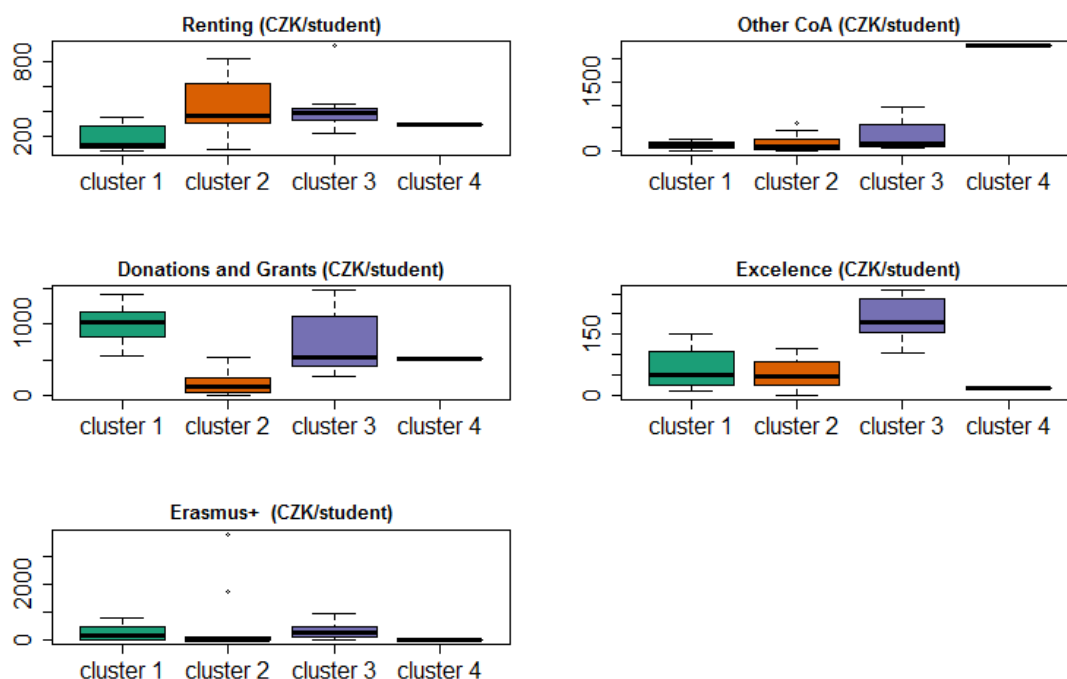 Renting (CZK/student)
800
200
cluster 1 cluster 2 cluster 3 cluster 4
Other CoA (CZK/student)
1500
0
cluster 1 cluster 2 cluster 3 cluster 4
Donations and Grants (CZK/student)
1000
0
cluster 1 cluster 2 cluster 3 cluster 4
Excelence (CZK/student)
150
0
cluster 1 cluster 2 cluster 3 cluster 4
Erasmus+ (CZK/student)
2000
0
cluster 1 cluster 2 cluster 3 cluster 4